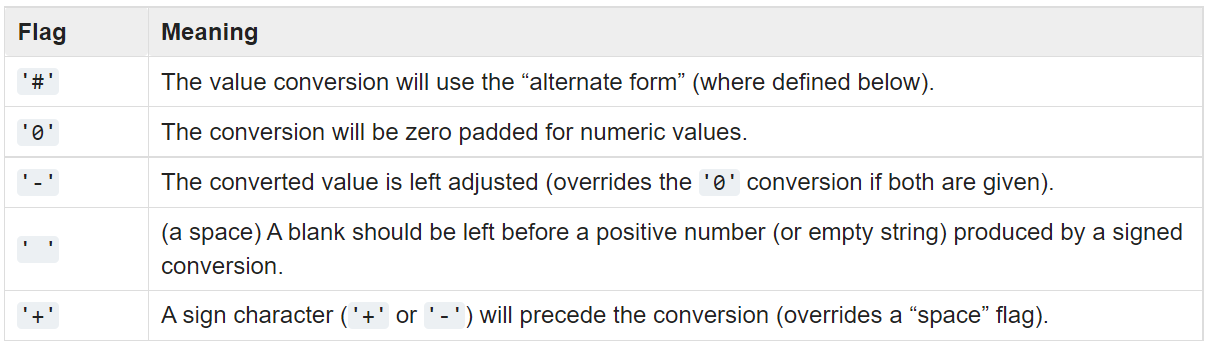 Flag Meaning
'#' The value conversion will use the “alternate form” (where defined below).
'0' The conversion will be zero padded for numeric values.
'-' The converted value is left adjusted (overrides the '0' conversion if both are given).
' ' (a space) A blank should be left before a positive number (or empty string) produced by a signed
conversion.
'+' A sign character ('+' or '-') will precede the conversion (overrides a “space” flag).